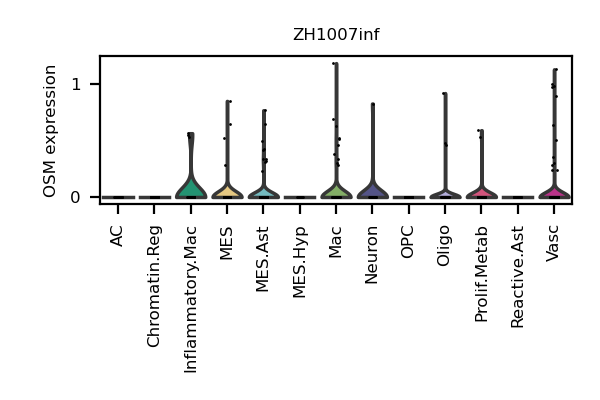 ZH1007inf
OSM expression
1
0
AC
Chromatin.Reg
Inflammatory.Mac
MES
MES.Ast
MES.Hyp
Mac
Neuron
OPC
Oligo
Prolif.Metab
Reactive.Ast
Vasc